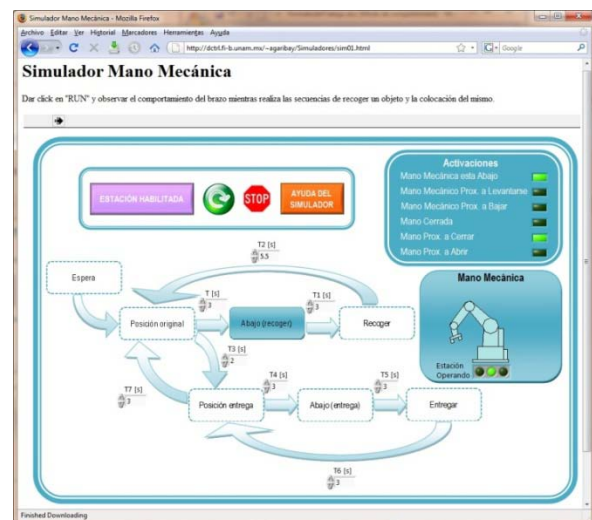 Simulador Mano Mecánica - Mozilla Firefox
Archivo Editar Ver Historial Marcadores Herramientas Ayuda
http://dctrl.fi-b.unam.mx/~agaribay/Simuladores/sim01.html
Google
Simulador Mano Mecánica
Dar click en "RUN" y observar el comportamiento del brazo mientras realiza las secuencias de recoger un objeto y la colocación del mismo.
ESTACIÓN HABILITADA
STOP
AYUDA DEL
SIMULADOR
Activaciones
Mano Mecánica esta Abajo
Mano Mecánico Prox. a Levantarse
Mano Mecánico Prox. a Bajar
Mano Cerrada
Mano Prox. a Cerrar
Mano Prox. a Abrir
T2 [s]
5.5
Espera
T [s]
3
T1 [s]
3
Posición original
Abajo (recoger)
Recoger
Mano Mecánica
Estación
Operando
T3 [s]
2
T4 [s]
3
T5 [s]
3
T7 [s]
3
Posición entrega
Abajo (entrega)
Entregar
T6 [s]
3
Finished Downloading